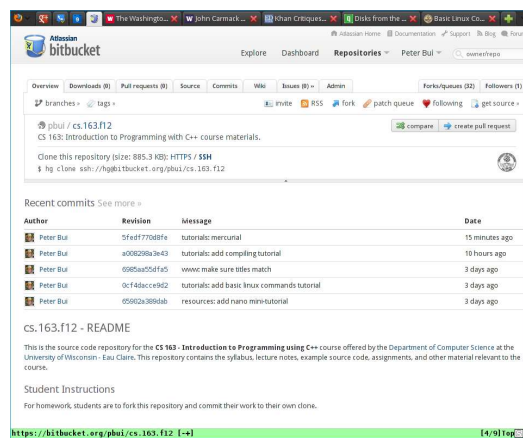 The Washingto...
John Carmack ...
Khan Critiques...
Disks from the ...
Basic Linux Co...
Atlassian
bitbucket
Atlassian Home Documentation Support Blog Forums
Explore Dashboard Repositories Peter Bui owner/repo
Overview Downloads (0) Pull requests (0) Source Commits Wiki Issues (6) » Admin Forks/queues (32) Followers (1)
branches » tags » invite RSS fork patch queue following get source »
pbui / cs.163.f12 compare create pull request
CS 163: Introduction to Programming with C++ course materials.
Clone this repository (size: 885.3 KB): HTTPS / SSH
$ hg clone ssh://hg@bitbucket.org/pbui/cs.163.f12
Recent commits See more »
Author Revision Message Date
Peter Bui 5fedf770d8fe tutorials: mercurial 15 minutes ago
Peter Bui a008298a3e43 tutorials: add compiling tutorial 10 hours ago
Peter Bui 6985aa55dfa5 www: make sure titles match 3 days ago
Peter Bui 0cf4dacce9d2 tutorials: add basic linux commands tutorial 3 days ago
Peter Bui 65902a389dab resources: add nano mini-tutorial 3 days ago
cs.163.f12 - README
This is the source code repository for the CS 163 - Introduction to Programming using C++ course offered by the Department of Computer Science at the
University of Wisconsin - Eau Claire. This repository contains the syllabus, lecture notes, example source code, assignments, and other material relevant to the
course.
Student Instructions
For homework, students are to fork this repository and commit their work to their own clone.
https://bitbucket.org/pbui/cs.163.f12 [-+] [4/9]Top